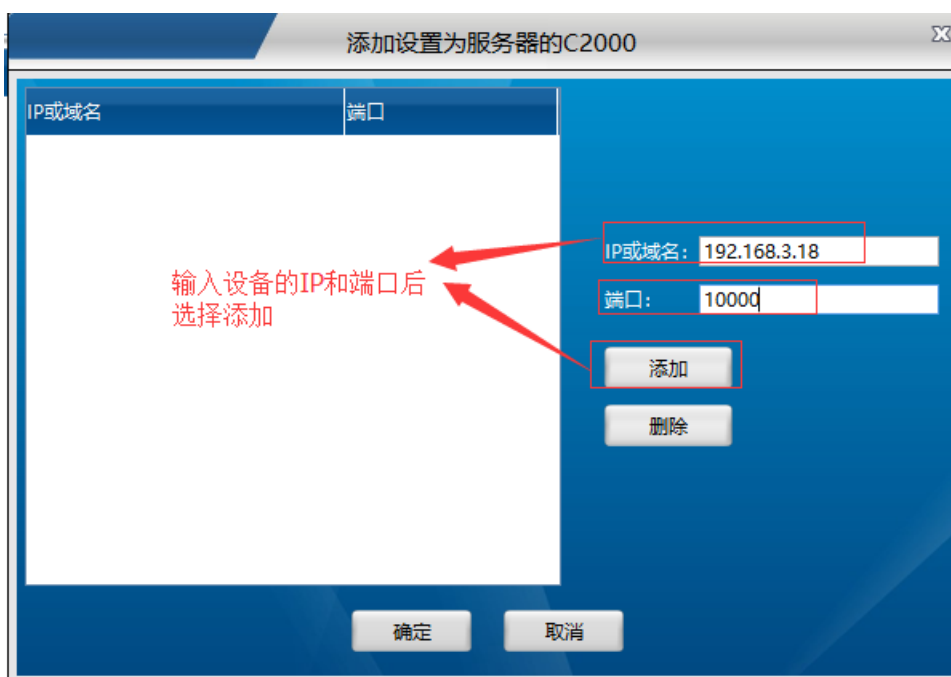 添加设置为服务器的C2000
IP或域名 端口
IP或域名: 192.168.3.18
端口: 10000
输入设备的IP和端口后
选择添加
添加
删除
确定 取消